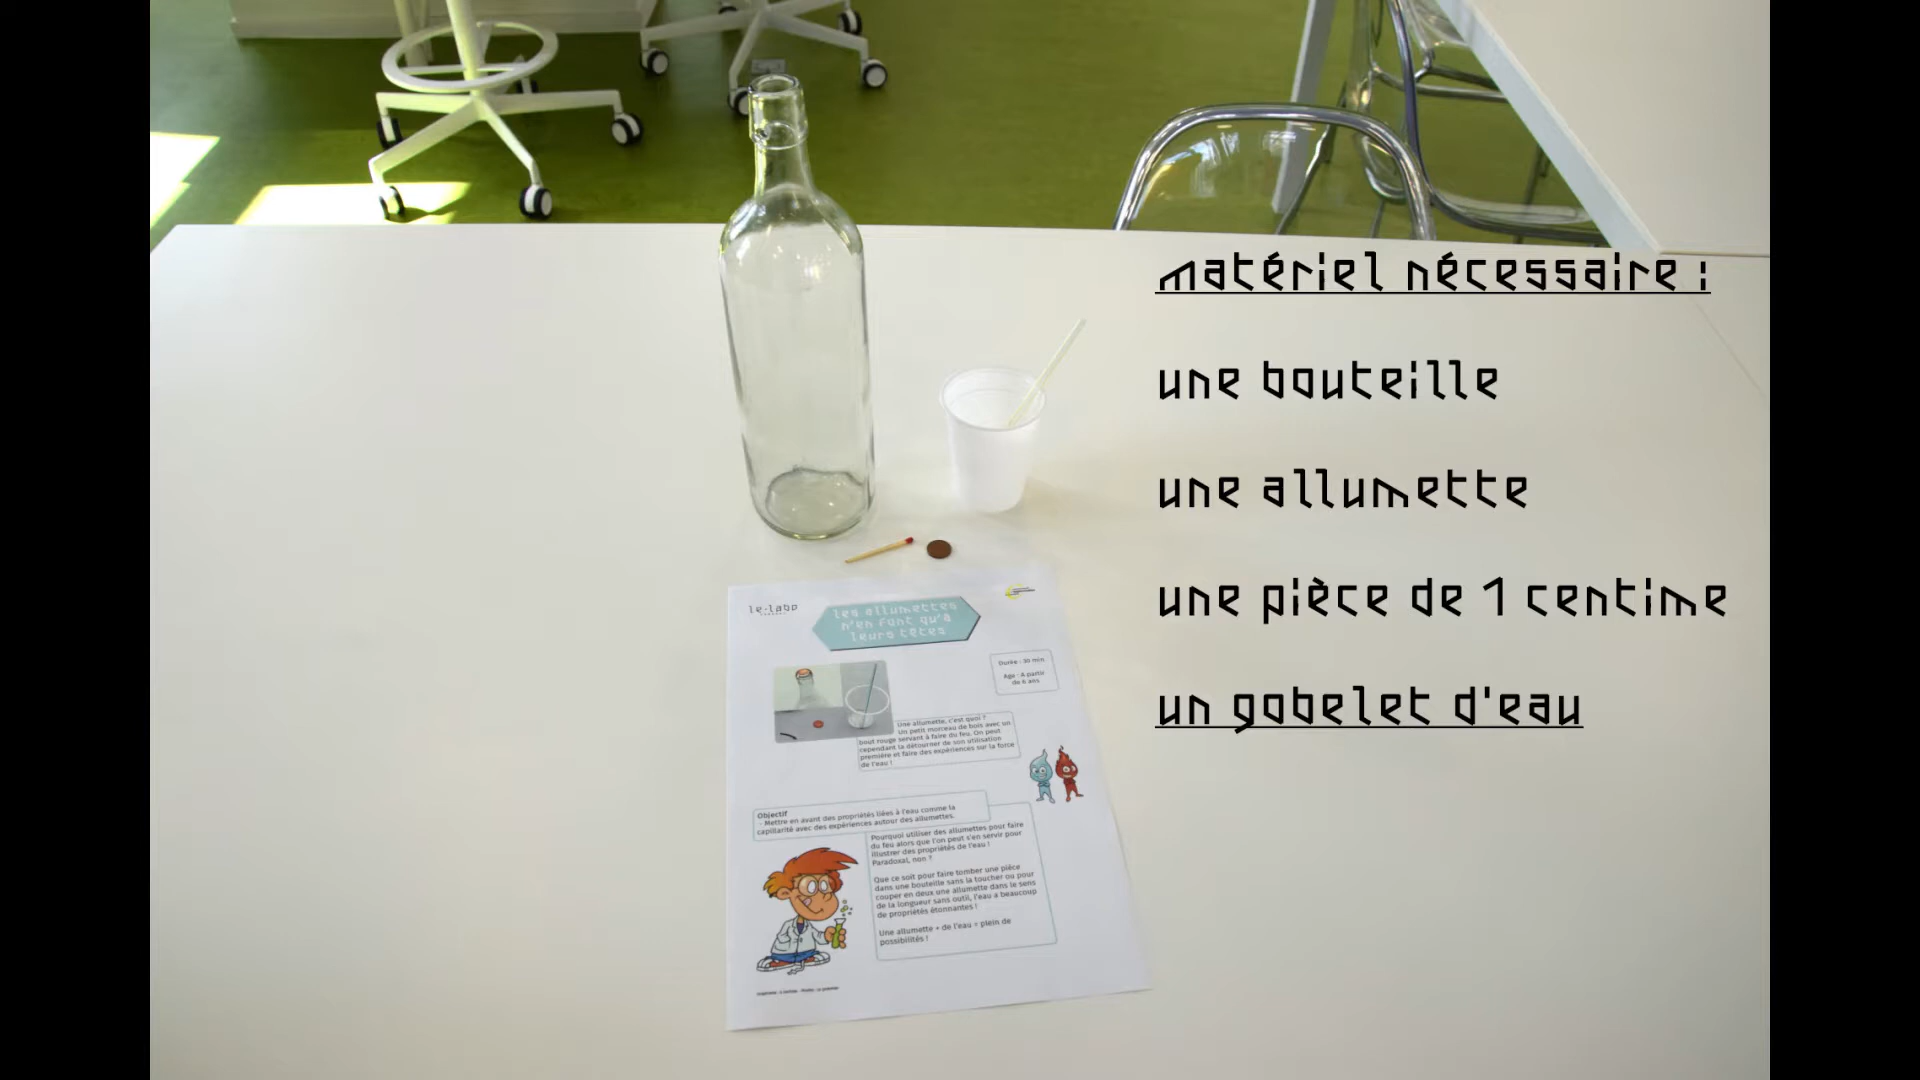 matériel nécessaire :
une bouteille
une allumette
une pièce de 1 centime
un gobelet d'eau
le·labo
les allumettes
n'en font qu'à
leurs têtes
Durée : 30 min
Age : A partir
de 6 ans
Une allumette, c'est quoi ?
Un petit morceau de bois avec un
bout rouge servant à faire du feu. On peut
cependant la détourner de son utilisation
première et faire des expériences sur la force
de l'eau !
Objectif
- Mettre en avant des propriétés liées à l'eau comme la
capillarité avec des expériences autour des allumettes.
Pourquoi utiliser des allumettes pour faire
du feu alors que l'on peut s'en servir pour
illustrer des propriétés de l'eau !
Paradoxal, non ?
Que ce soit pour faire tomber une pièce
dans une bouteille sans la toucher ou pour
couper en deux une allumette dans le sens
de la longueur sans outil, l'eau a beaucoup
de propriétés étonnantes !
Une allumette + de l'eau = plein de
possibilités !